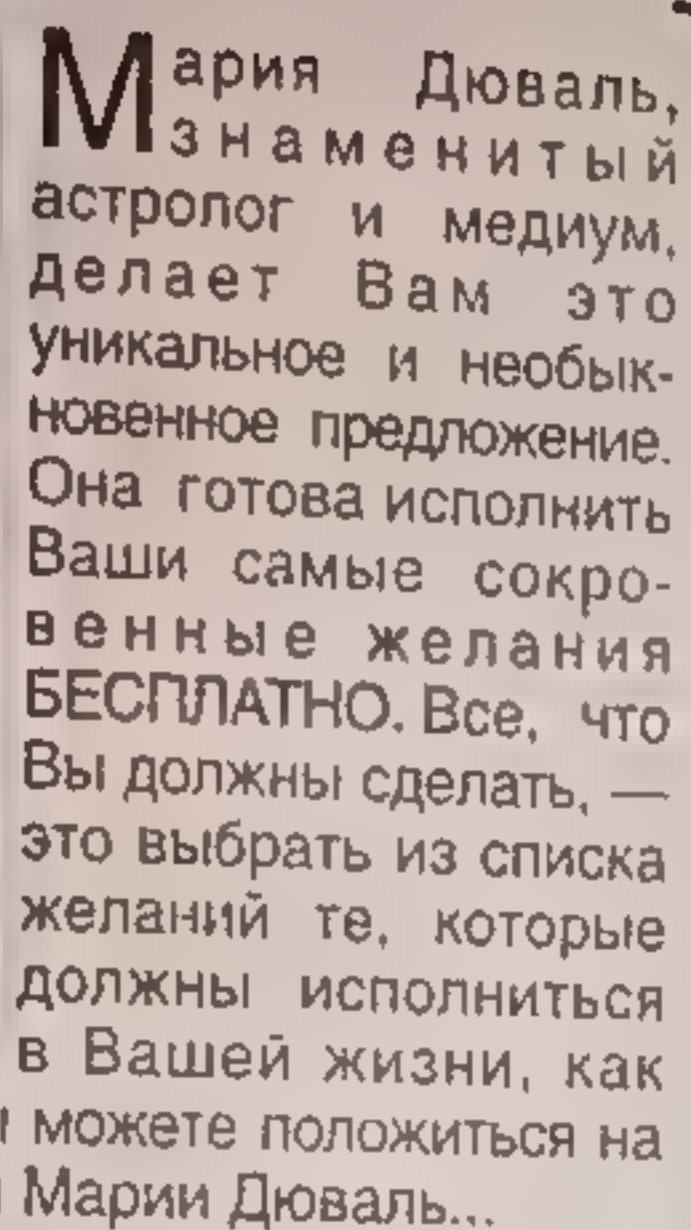 Мария Дюваль,
знаменитый
астролог и медиум,
делает Вам это
уникальное и необык-
новенное предложение.
Она готова исполнить
Ваши самые сокро-
венные желания
БЕСПЛАТНО. Все, что
Вы должны сделать, —
это выбрать из списка
желаний те, которые
должны исполниться
в Вашей жизни, как
можете положиться на
Марии Дюваль...